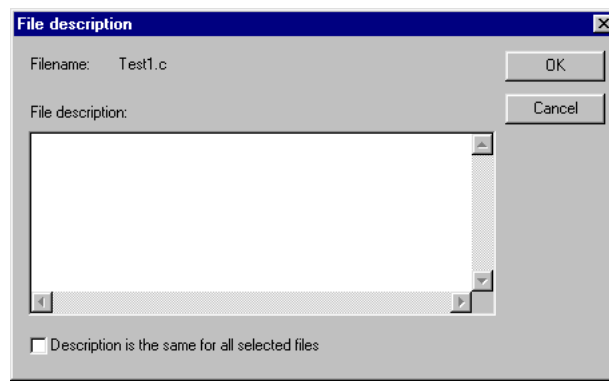 File description
Filename: Test1.c
OK
File description:
Cancel
Description is the same for all selected files